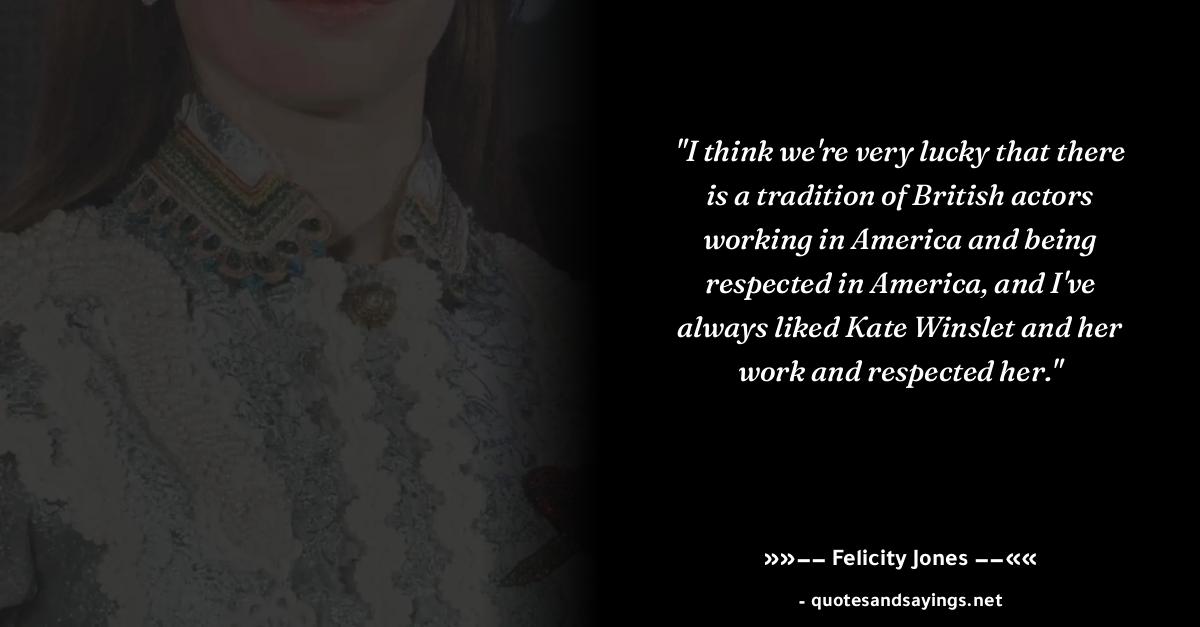 "I think we're very lucky that there
is a tradition of British actors
working in America and being
respected in America, and I've
always liked Kate Winslet and her
work and respected her."
»»–– Felicity Jones ––««
- quotesandsayings.net